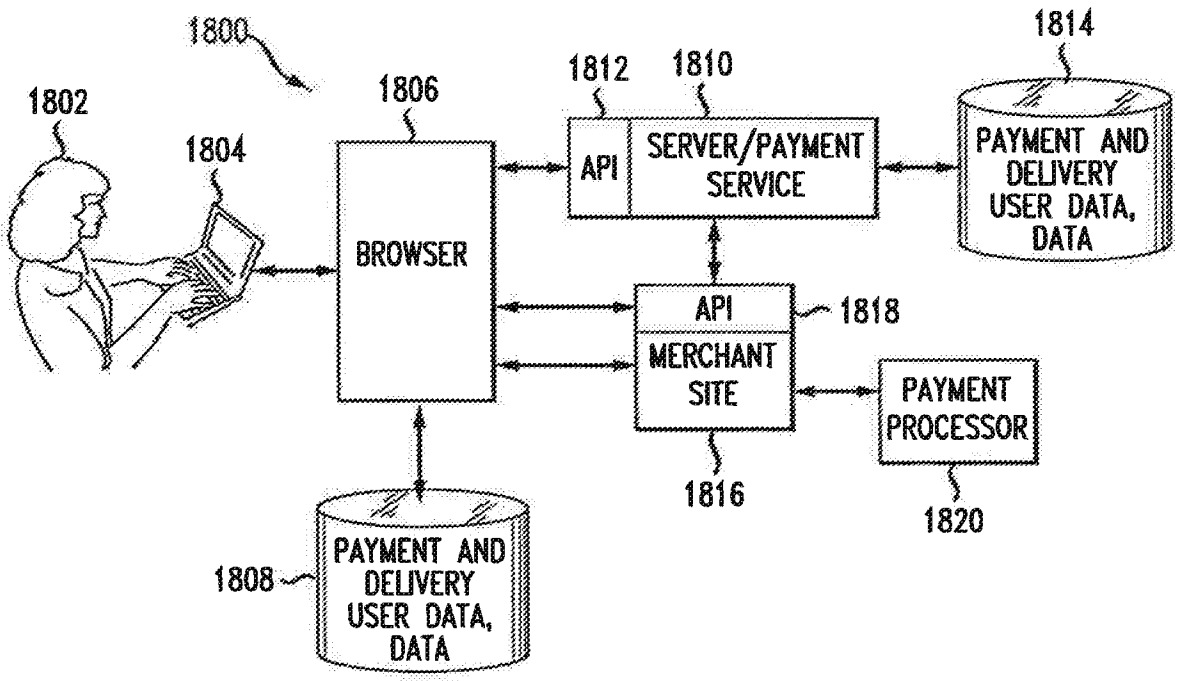 1800
1814
1812
1810
1802
1806
1804
API
SERVER/PAYMENT
SERVICE
PAYMENT AND
DELIVERY
USER DATA,
DATA
BROWSER
API
1818
MERCHANT
SITE
PAYMENT
PROCESSOR
1816
1820
1808
PAYMENT AND
DELIVERY
USER DATA,
DATA